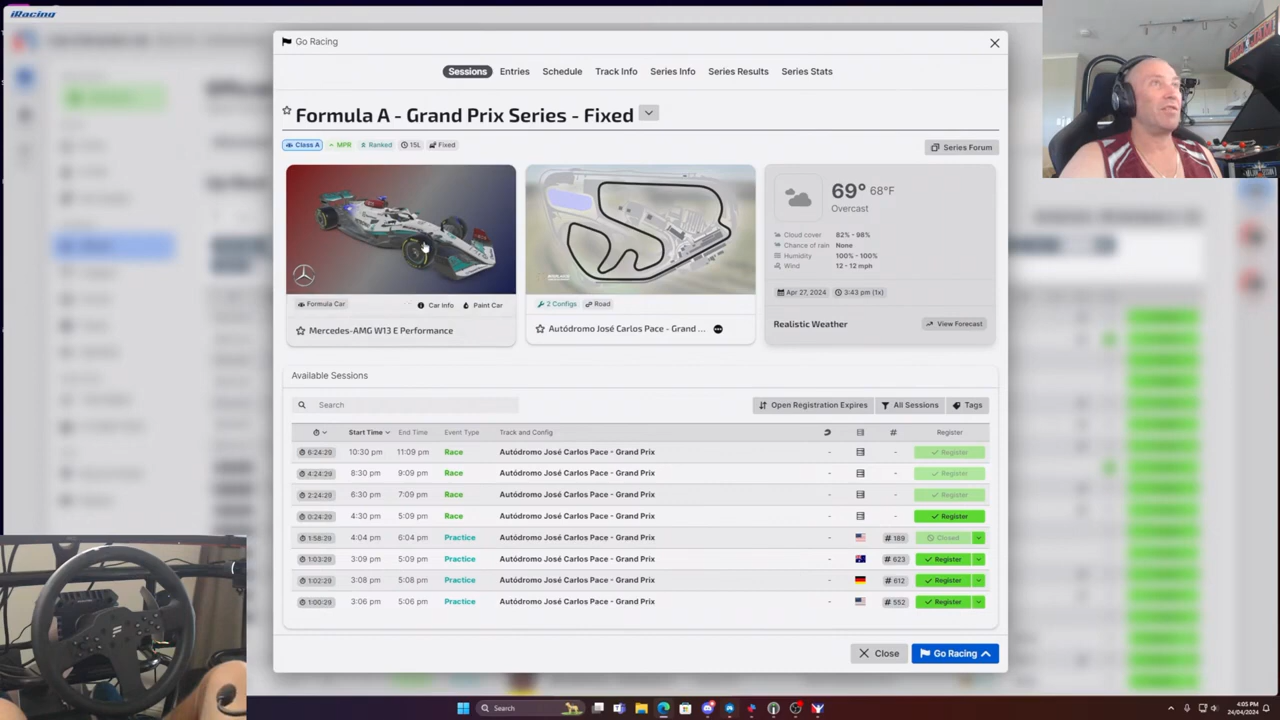 iRacing
Go Racing
Sessions Entries Schedule Track Info Series Info Series Results Series Stats
Formula A - Grand Prix Series - Fixed
Class A MPR Ranked 15L Fixed
Series Forum
Formula Car Car Info Paint Car
Mercedes-AMG W13 E Performance
2 Configs Road
Autódromo José Carlos Pace - Grand ...
69° 68°F
Overcast
Cloud cover 82% - 98%
Chance of rain None
Humidity 100% - 100%
Wind 12 - 12 mph
Apr 27, 2024 3:43 pm (1x)
Realistic Weather View Forecast
Available Sessions
Search Open Registration Expires All Sessions Tags
Start Time End Time Event Type Track and Config # Register
6:24:29 10:30 pm 11:09 pm Race Autódromo José Carlos Pace - Grand Prix - - Register
4:24:29 8:30 pm 9:09 pm Race Autódromo José Carlos Pace - Grand Prix - - Register
2:24:29 6:30 pm 7:09 pm Race Autódromo José Carlos Pace - Grand Prix - - Register
0:24:29 4:30 pm 5:09 pm Race Autódromo José Carlos Pace - Grand Prix - - Register
1:58:29 4:04 pm 6:04 pm Practice Autódromo José Carlos Pace - Grand Prix - #189 Closed
1:03:29 3:09 pm 5:09 pm Practice Autódromo José Carlos Pace - Grand Prix - #623 Register
1:02:29 3:08 pm 5:08 pm Practice Autódromo José Carlos Pace - Grand Prix - #612 Register
1:00:29 3:06 pm 5:06 pm Practice Autódromo José Carlos Pace - Grand Prix - #552 Register
Close Go Racing
Search
4:05 PM
24/04/2024